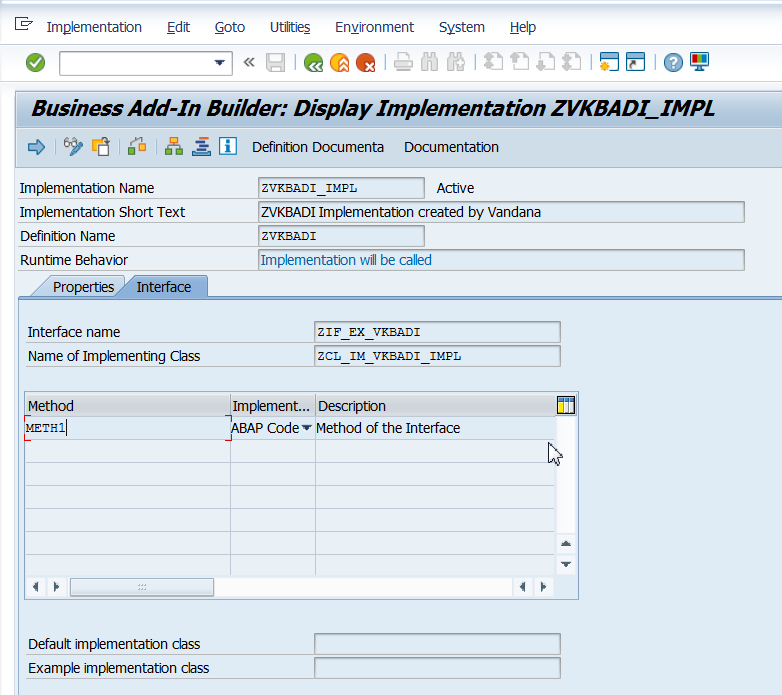 Implementation Edit Goto Utilities Environment System Help
Business Add-In Builder: Display Implementation ZVKBADI_IMPL
Definition Documenta Documentation
Implementation Name ZVKBADI_IMPL Active
Implementation Short Text ZVKBADI Implementation created by Vandana
Definition Name ZVKBADI
Runtime Behavior Implementation will be called
Properties Interface
Interface name ZIF_EX_VKBADI
Name of Implementing Class ZCL_IM_VKBADI_IMPL
Method Implement... Description
METH1 ABAP Code Method of the Interface
Default implementation class
Example implementation class